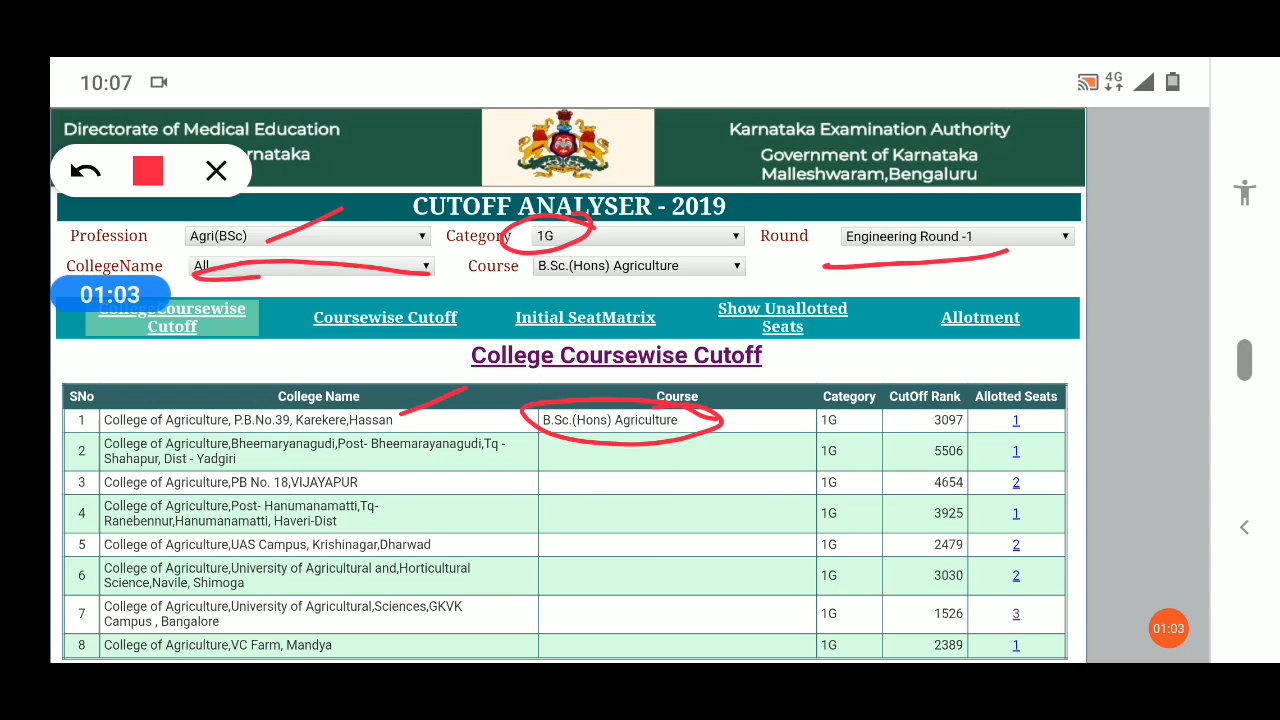 10:07
4G
Directorate of Medical Education
Karnataka Examination Authority
rnataka
Government of Karnataka
Malleshwaram,Bengaluru
CUTOFF ANALYSER - 2019
Profession Agri(BSc) Category 1G Round Engineering Round -1
CollegeName All Course B.Sc.(Hons) Agriculture
01:03
CollegeCoursewise
Cutoff
Coursewise Cutoff
Initial SeatMatrix
Show Unallotted
Seats
Allotment
College Coursewise Cutoff
SNo College Name Course Category CutOff Rank Allotted Seats
1 College of Agriculture, P.B.No.39, Karekere,Hassan B.Sc.(Hons) Agriculture 1G 3097 1
2 College of Agriculture,Bheemaryanagudi,Post- Bheemarayanagudi,Tq -
Shahapur, Dist - Yadgiri 1G 5506 1
3 College of Agriculture,PB No. 18,VIJAYAPUR 1G 4654 2
4 College of Agriculture,Post- Hanumanamatti,Tq-
Ranebennur,Hanumanamatti, Haveri-Dist 1G 3925 1
5 College of Agriculture,UAS Campus, Krishinagar,Dharwad 1G 2479 2
6 College of Agriculture,University of Agricultural and,Horticultural
Science,Navile, Shimoga 1G 3030 2
7 College of Agriculture,University of Agricultural,Sciences,GKVK
Campus , Bangalore 1G 1526 3
8 College of Agriculture,VC Farm, Mandya 1G 2389 1
01:03